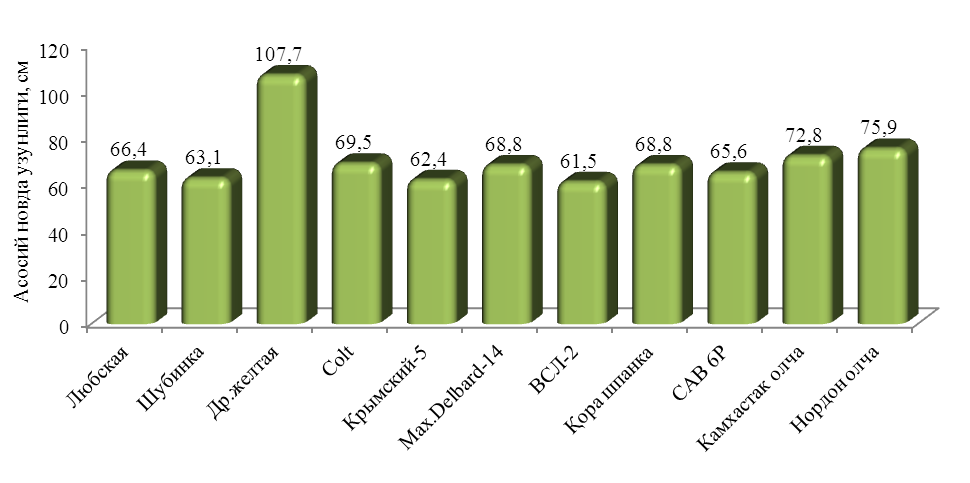 Асосий новда узунлиги, см
120
100
80
60
40
20
0
66,4
63,1
107,7
69,5
62,4
68,8
61,5
68,8
65,6
72,8
75,9
Любская
Шубинка
Др.желтая
Colt
Крымский-5
Max.Delbard-14
ВСЛ-2
Кора шпанка
САВ 6Р
Камхастак олча
Нордон олча